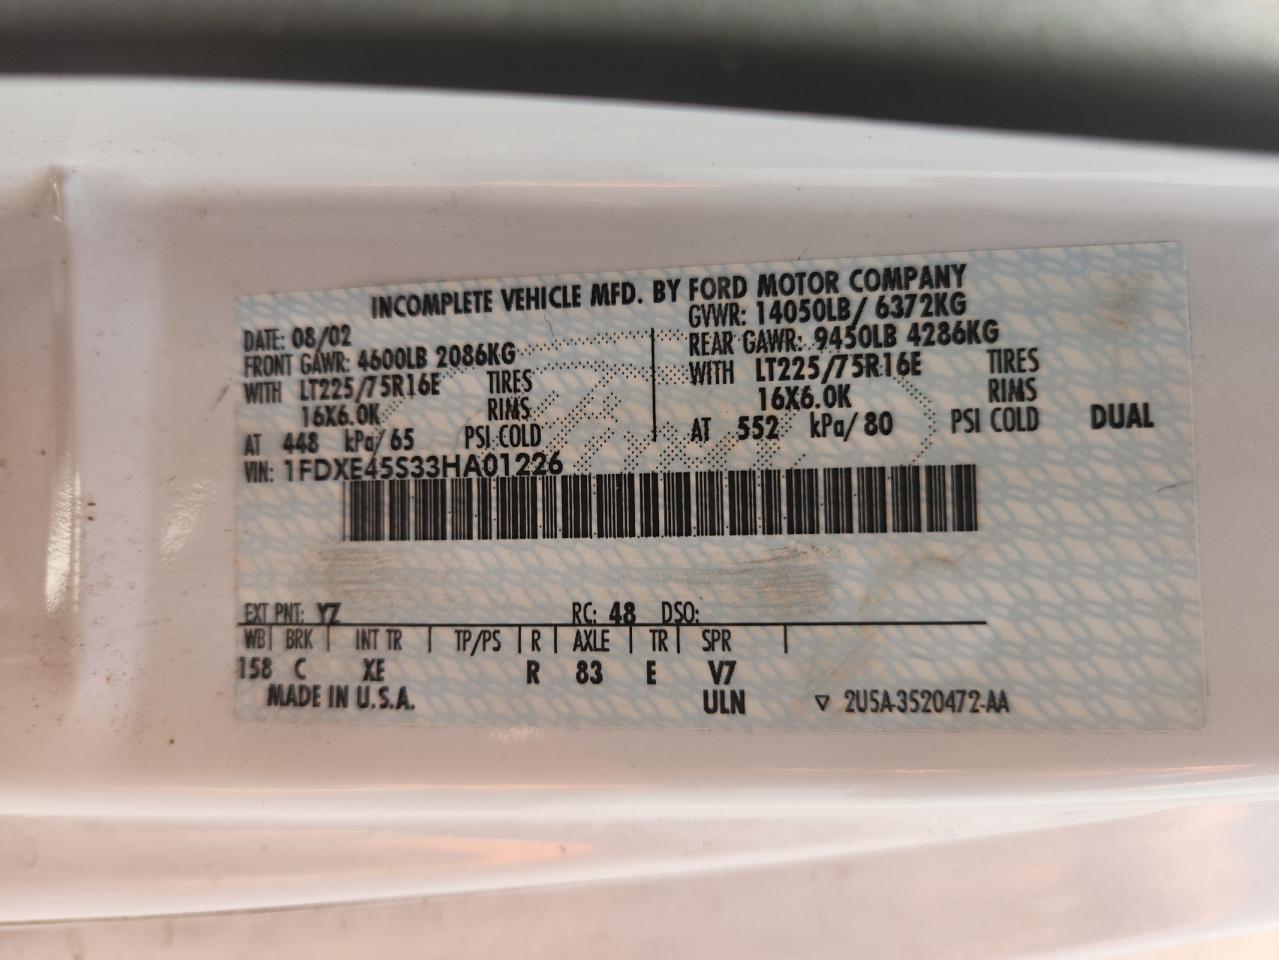 INCOMPLETE VEHICLE MFD. BY FORD MOTOR COMPANY
DATE: 08/02 GVWR: 14050LB/ 6372KG
FRONT GAWR: 4600LB 2086KG REAR GAWR: 9450LB 4286KG
WITH LT225/75R16E TIRES WITH LT225/75R16E TIRES
16X6.0K RIMS 16X6.0K RIMS
AT 448 kPa/ 65 PSI COLD AT 552 kPa/ 80 PSI COLD DUAL
VIN: 1FDXE45S33HA01226
EXT PNT: YZ RC: 48 DSO:
WB BRK INT TR TP/PS R AXLE TR SPR
158 C XE R 83 E V7
MADE IN U.S.A. ULN ▽ 2U5A-3520472-AA